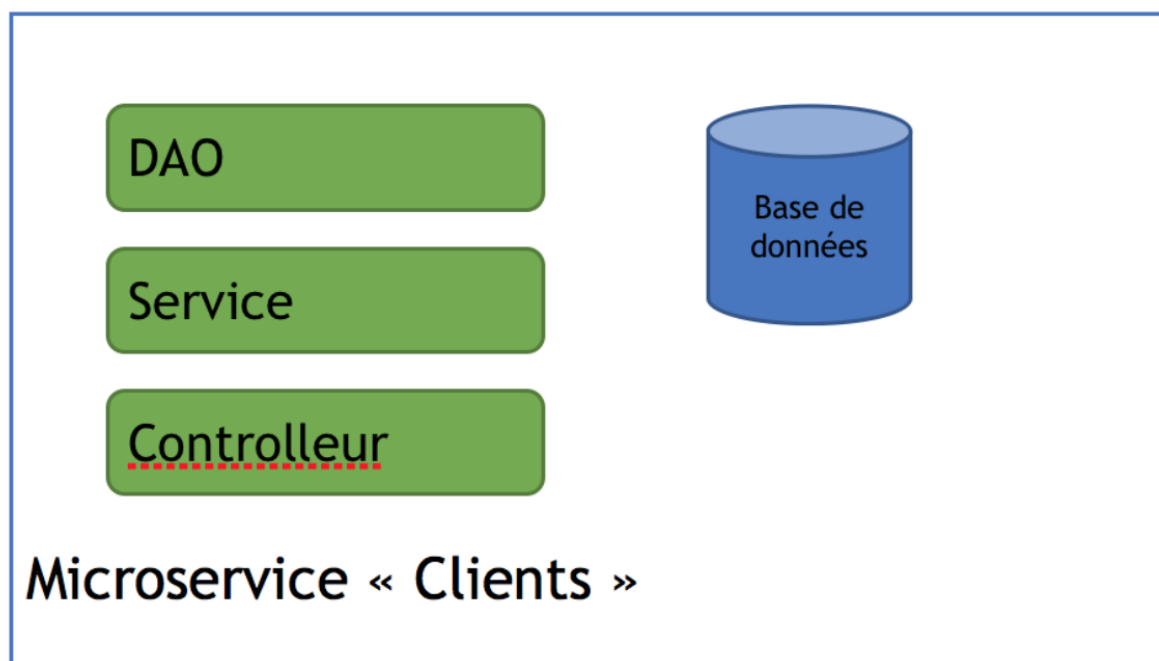 DAO
Base de
données
Service
Controlleur
Microservice « Clients »